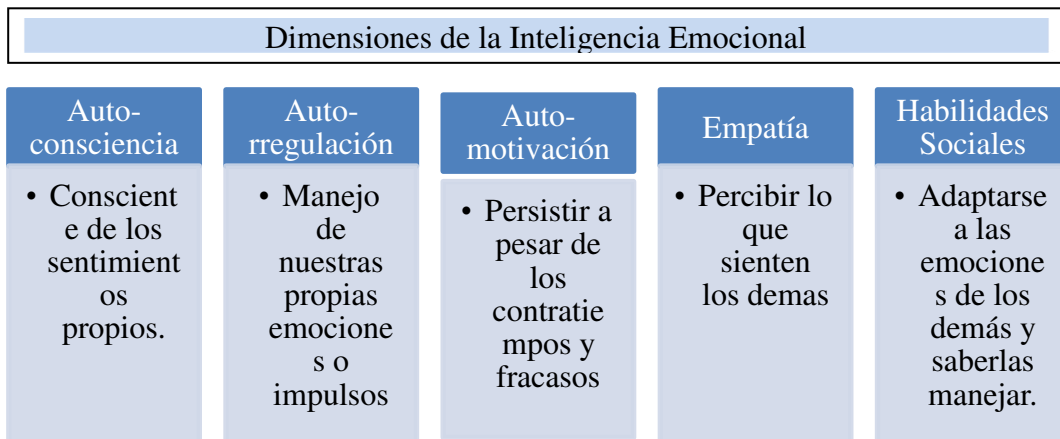 Dimensiones de la Inteligencia Emocional
Auto-
consciencia
• Conscient
e de los
sentimient
os
propios.
Auto-
rregulación
• Manejo
de
nuestras
propias
emocione
s o
impulsos
Auto-
motivación
• Persistir a
pesar de
los
contratie
mpos y
fracasos
Empatía
• Percibir lo
que
sienten
los demas
Habilidades
Sociales
• Adaptarse
a las
emocione
s de los
demás y
saberlas
manejar.